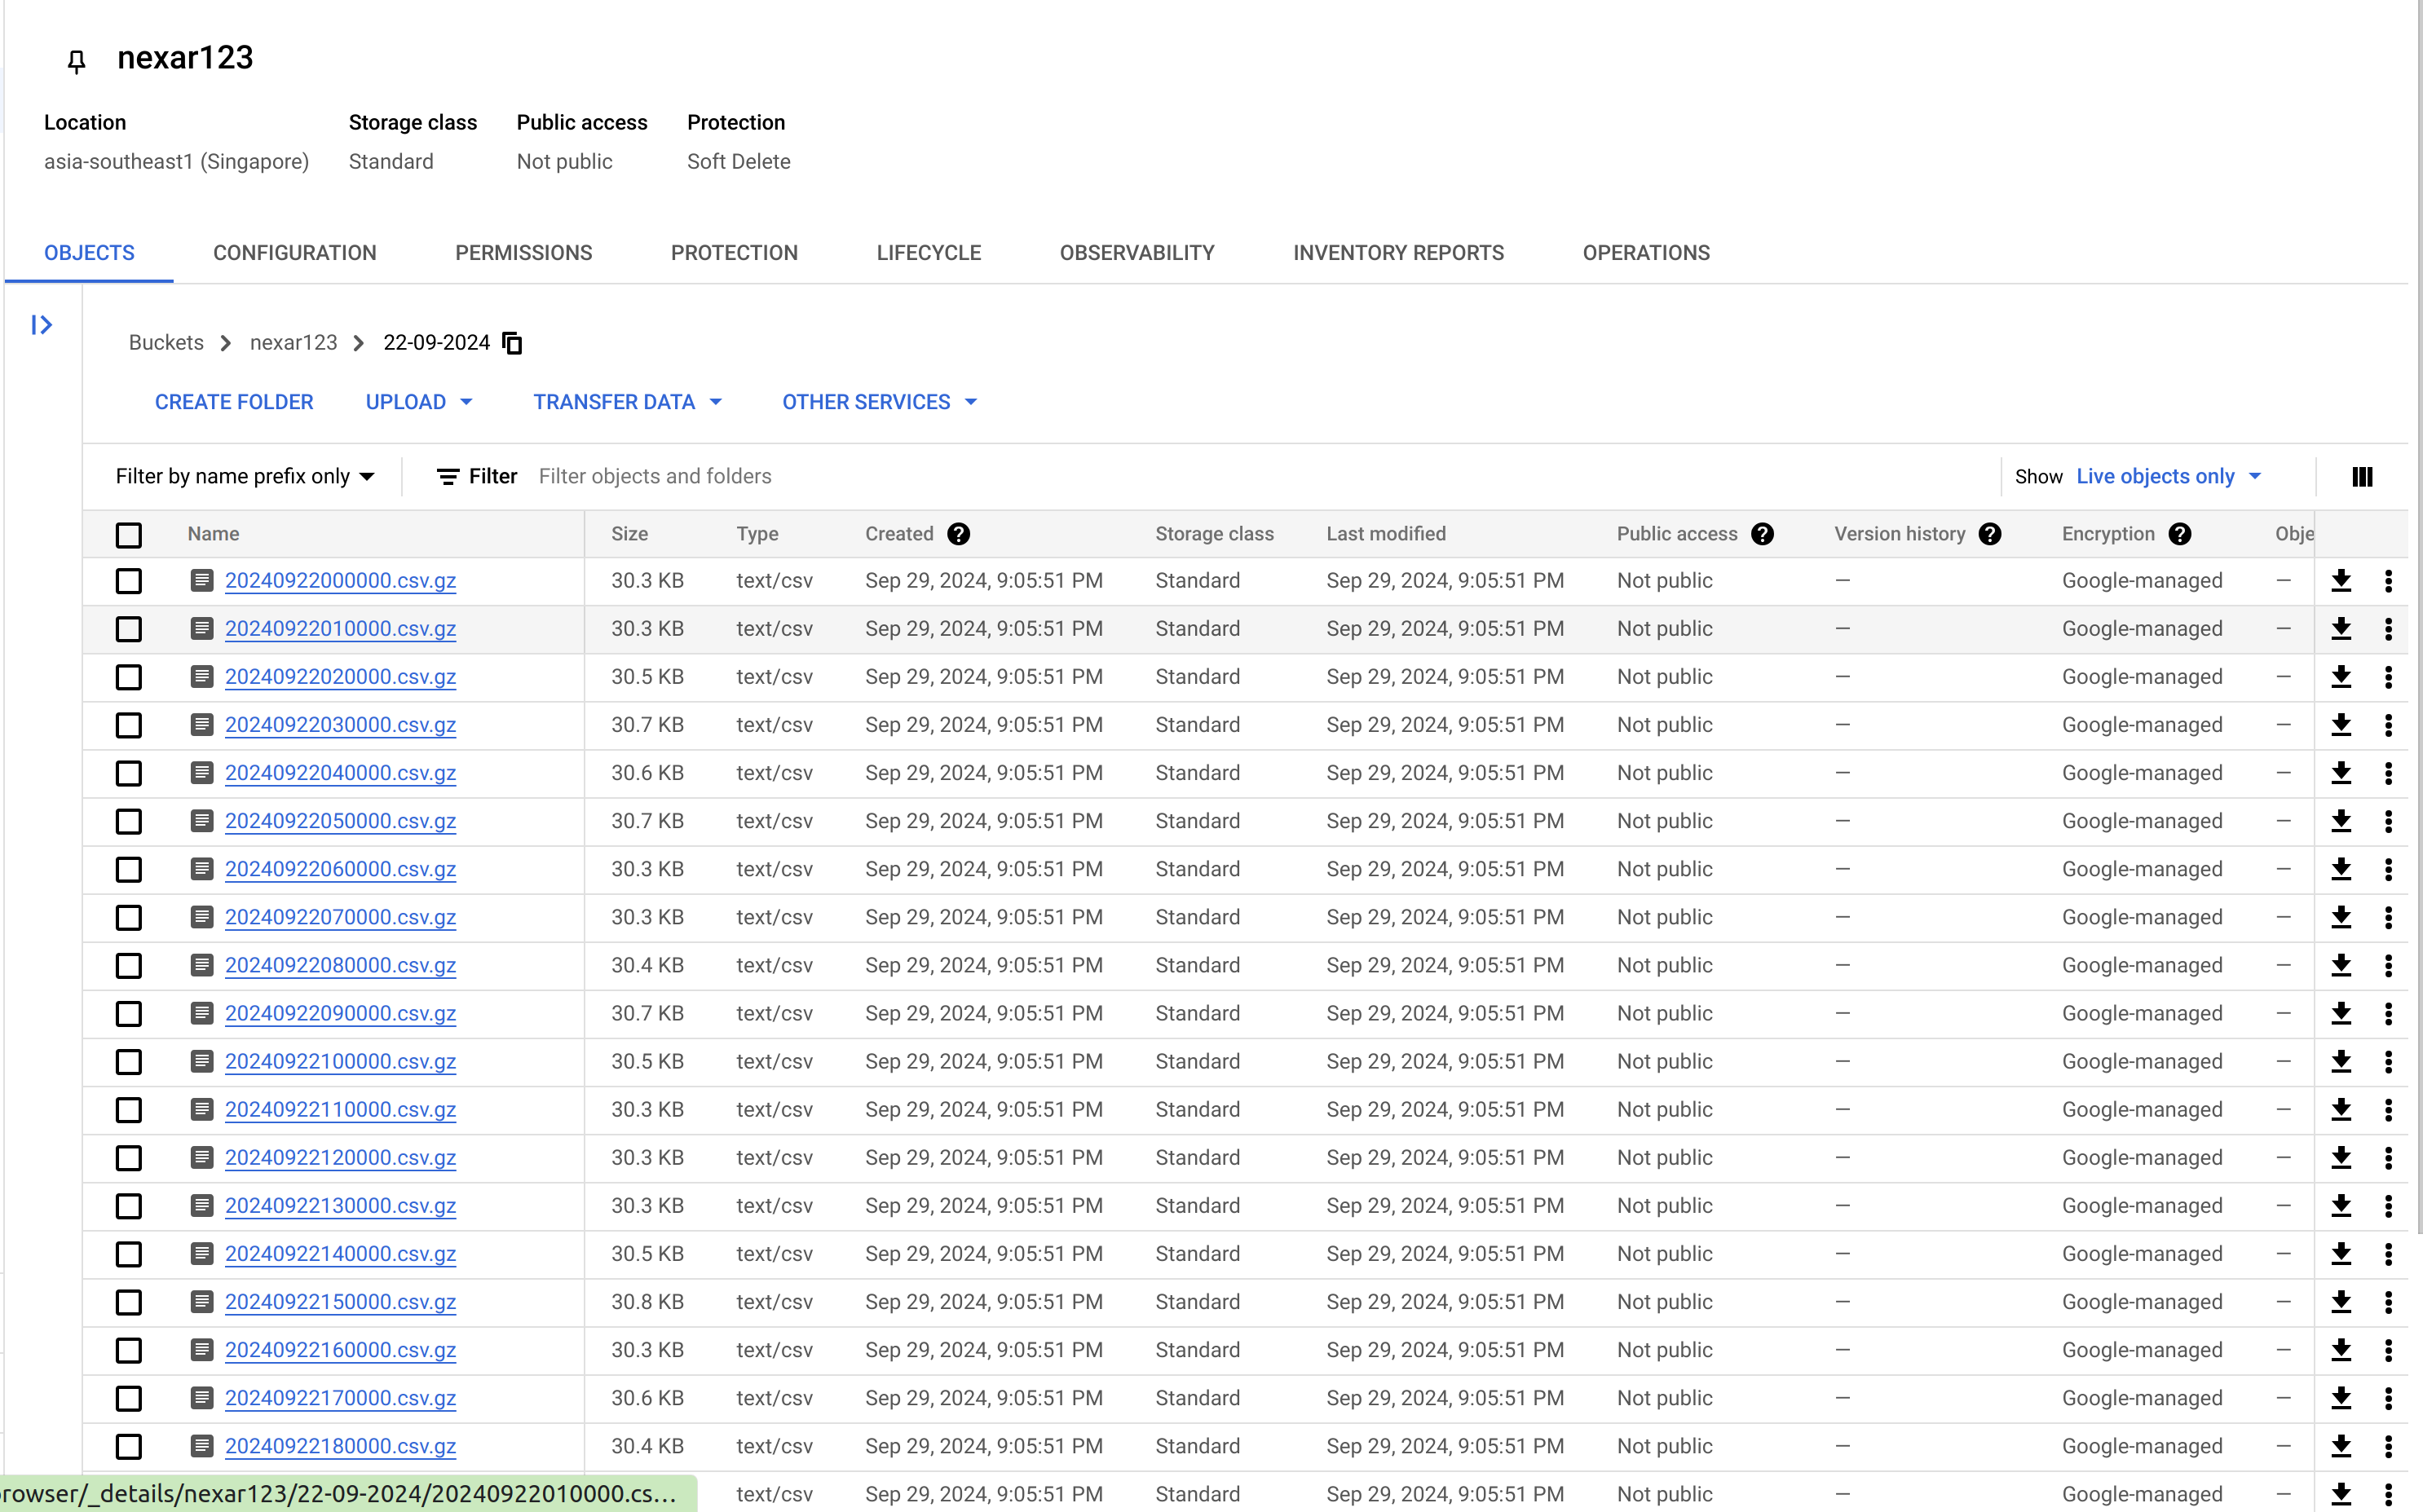 nexar123
Location Storage class Public access Protection
asia-southeast1 (Singapore) Standard Not public Soft Delete
OBJECTS CONFIGURATION PERMISSIONS PROTECTION LIFECYCLE OBSERVABILITY INVENTORY REPORTS OPERATIONS
Buckets nexar123 22-09-2024
CREATE FOLDER UPLOAD TRANSFER DATA OTHER SERVICES
Filter by name prefix only Filter Filter objects and folders Show Live objects only
Name Size Type Created Storage class Last modified Public access Version history Encryption Obje
20240922000000.csv.gz 30.3 KB text/csv Sep 29, 2024, 9:05:51 PM Standard Sep 29, 2024, 9:05:51 PM Not public — Google-managed —
20240922010000.csv.gz 30.3 KB text/csv Sep 29, 2024, 9:05:51 PM Standard Sep 29, 2024, 9:05:51 PM Not public — Google-managed —
20240922020000.csv.gz 30.5 KB text/csv Sep 29, 2024, 9:05:51 PM Standard Sep 29, 2024, 9:05:51 PM Not public — Google-managed —
20240922030000.csv.gz 30.7 KB text/csv Sep 29, 2024, 9:05:51 PM Standard Sep 29, 2024, 9:05:51 PM Not public — Google-managed —
20240922040000.csv.gz 30.6 KB text/csv Sep 29, 2024, 9:05:51 PM Standard Sep 29, 2024, 9:05:51 PM Not public — Google-managed —
20240922050000.csv.gz 30.7 KB text/csv Sep 29, 2024, 9:05:51 PM Standard Sep 29, 2024, 9:05:51 PM Not public — Google-managed —
20240922060000.csv.gz 30.3 KB text/csv Sep 29, 2024, 9:05:51 PM Standard Sep 29, 2024, 9:05:51 PM Not public — Google-managed —
20240922070000.csv.gz 30.3 KB text/csv Sep 29, 2024, 9:05:51 PM Standard Sep 29, 2024, 9:05:51 PM Not public — Google-managed —
20240922080000.csv.gz 30.4 KB text/csv Sep 29, 2024, 9:05:51 PM Standard Sep 29, 2024, 9:05:51 PM Not public — Google-managed —
20240922090000.csv.gz 30.7 KB text/csv Sep 29, 2024, 9:05:51 PM Standard Sep 29, 2024, 9:05:51 PM Not public — Google-managed —
20240922100000.csv.gz 30.5 KB text/csv Sep 29, 2024, 9:05:51 PM Standard Sep 29, 2024, 9:05:51 PM Not public — Google-managed —
20240922110000.csv.gz 30.3 KB text/csv Sep 29, 2024, 9:05:51 PM Standard Sep 29, 2024, 9:05:51 PM Not public — Google-managed —
20240922120000.csv.gz 30.3 KB text/csv Sep 29, 2024, 9:05:51 PM Standard Sep 29, 2024, 9:05:51 PM Not public — Google-managed —
20240922130000.csv.gz 30.3 KB text/csv Sep 29, 2024, 9:05:51 PM Standard Sep 29, 2024, 9:05:51 PM Not public — Google-managed —
20240922140000.csv.gz 30.5 KB text/csv Sep 29, 2024, 9:05:51 PM Standard Sep 29, 2024, 9:05:51 PM Not public — Google-managed —
20240922150000.csv.gz 30.8 KB text/csv Sep 29, 2024, 9:05:51 PM Standard Sep 29, 2024, 9:05:51 PM Not public — Google-managed —
20240922160000.csv.gz 30.3 KB text/csv Sep 29, 2024, 9:05:51 PM Standard Sep 29, 2024, 9:05:51 PM Not public — Google-managed —
20240922170000.csv.gz 30.6 KB text/csv Sep 29, 2024, 9:05:51 PM Standard Sep 29, 2024, 9:05:51 PM Not public — Google-managed —
20240922180000.csv.gz 30.4 KB text/csv Sep 29, 2024, 9:05:51 PM Standard Sep 29, 2024, 9:05:51 PM Not public — Google-managed —
rowser/_details/nexar123/22-09-2024/20240922010000.cs... text/csv Sep 29, 2024, 9:05:51 PM Standard Sep 29, 2024, 9:05:51 PM Not public — Google-managed —